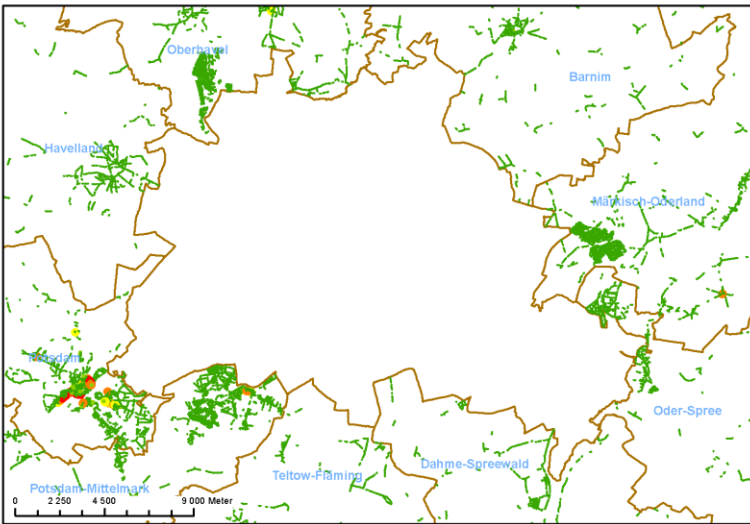 Oberhavel
Barnim
Havelland
Märkisch-Oderland
Potsdam
Oder-Spree
Dahme-Spreewald
Teltow-Fläming
Potsdam-Mittelmark
0 2 250 4 500 9 000 Meter